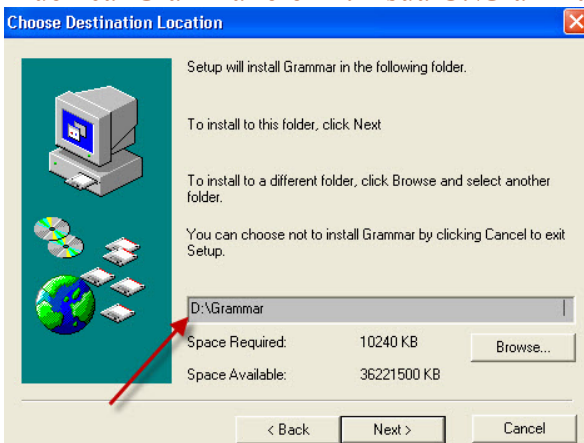 Choose Destination Location
Setup will install Grammar in the following folder.
To install to this folder, click Next
To install to a different folder, click Browse and select another
folder.
You can choose not to install Grammar by clicking Cancel to exit
Setup.
D:\Grammar
Space Required: 10240 KB
Browse...
Space Available: 36221500 KB
< Back Next > Cancel